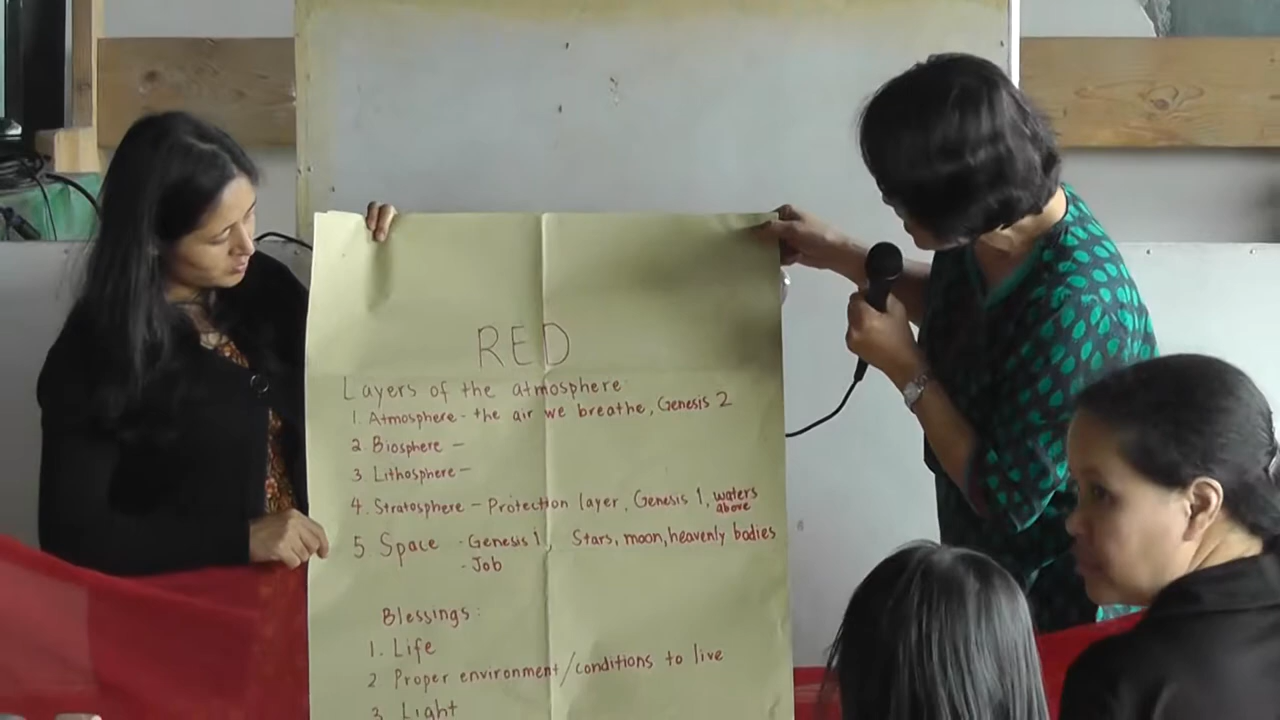 RED
Layers of the atmosphere:
1. Atmosphere - the air we breathe, Genesis 2
2. Biosphere -
3 Lithosphere -
4. Stratosphere - Protection layer, Genesis 1, waters above
5 Space - Genesis 1 Stars, moon, heavenly bodies
- Job
Blessings:
1. Life
2 Proper environment/conditions to live
3 Light